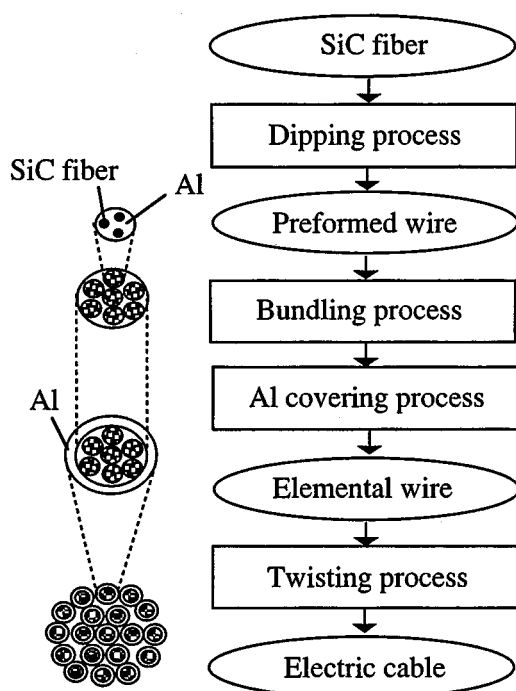 SiC fiber
Dipping process
SiC fiber
Al
Preformed wire
Bundling process
Al
Al covering process
Elemental wire
Twisting process
Electric cable